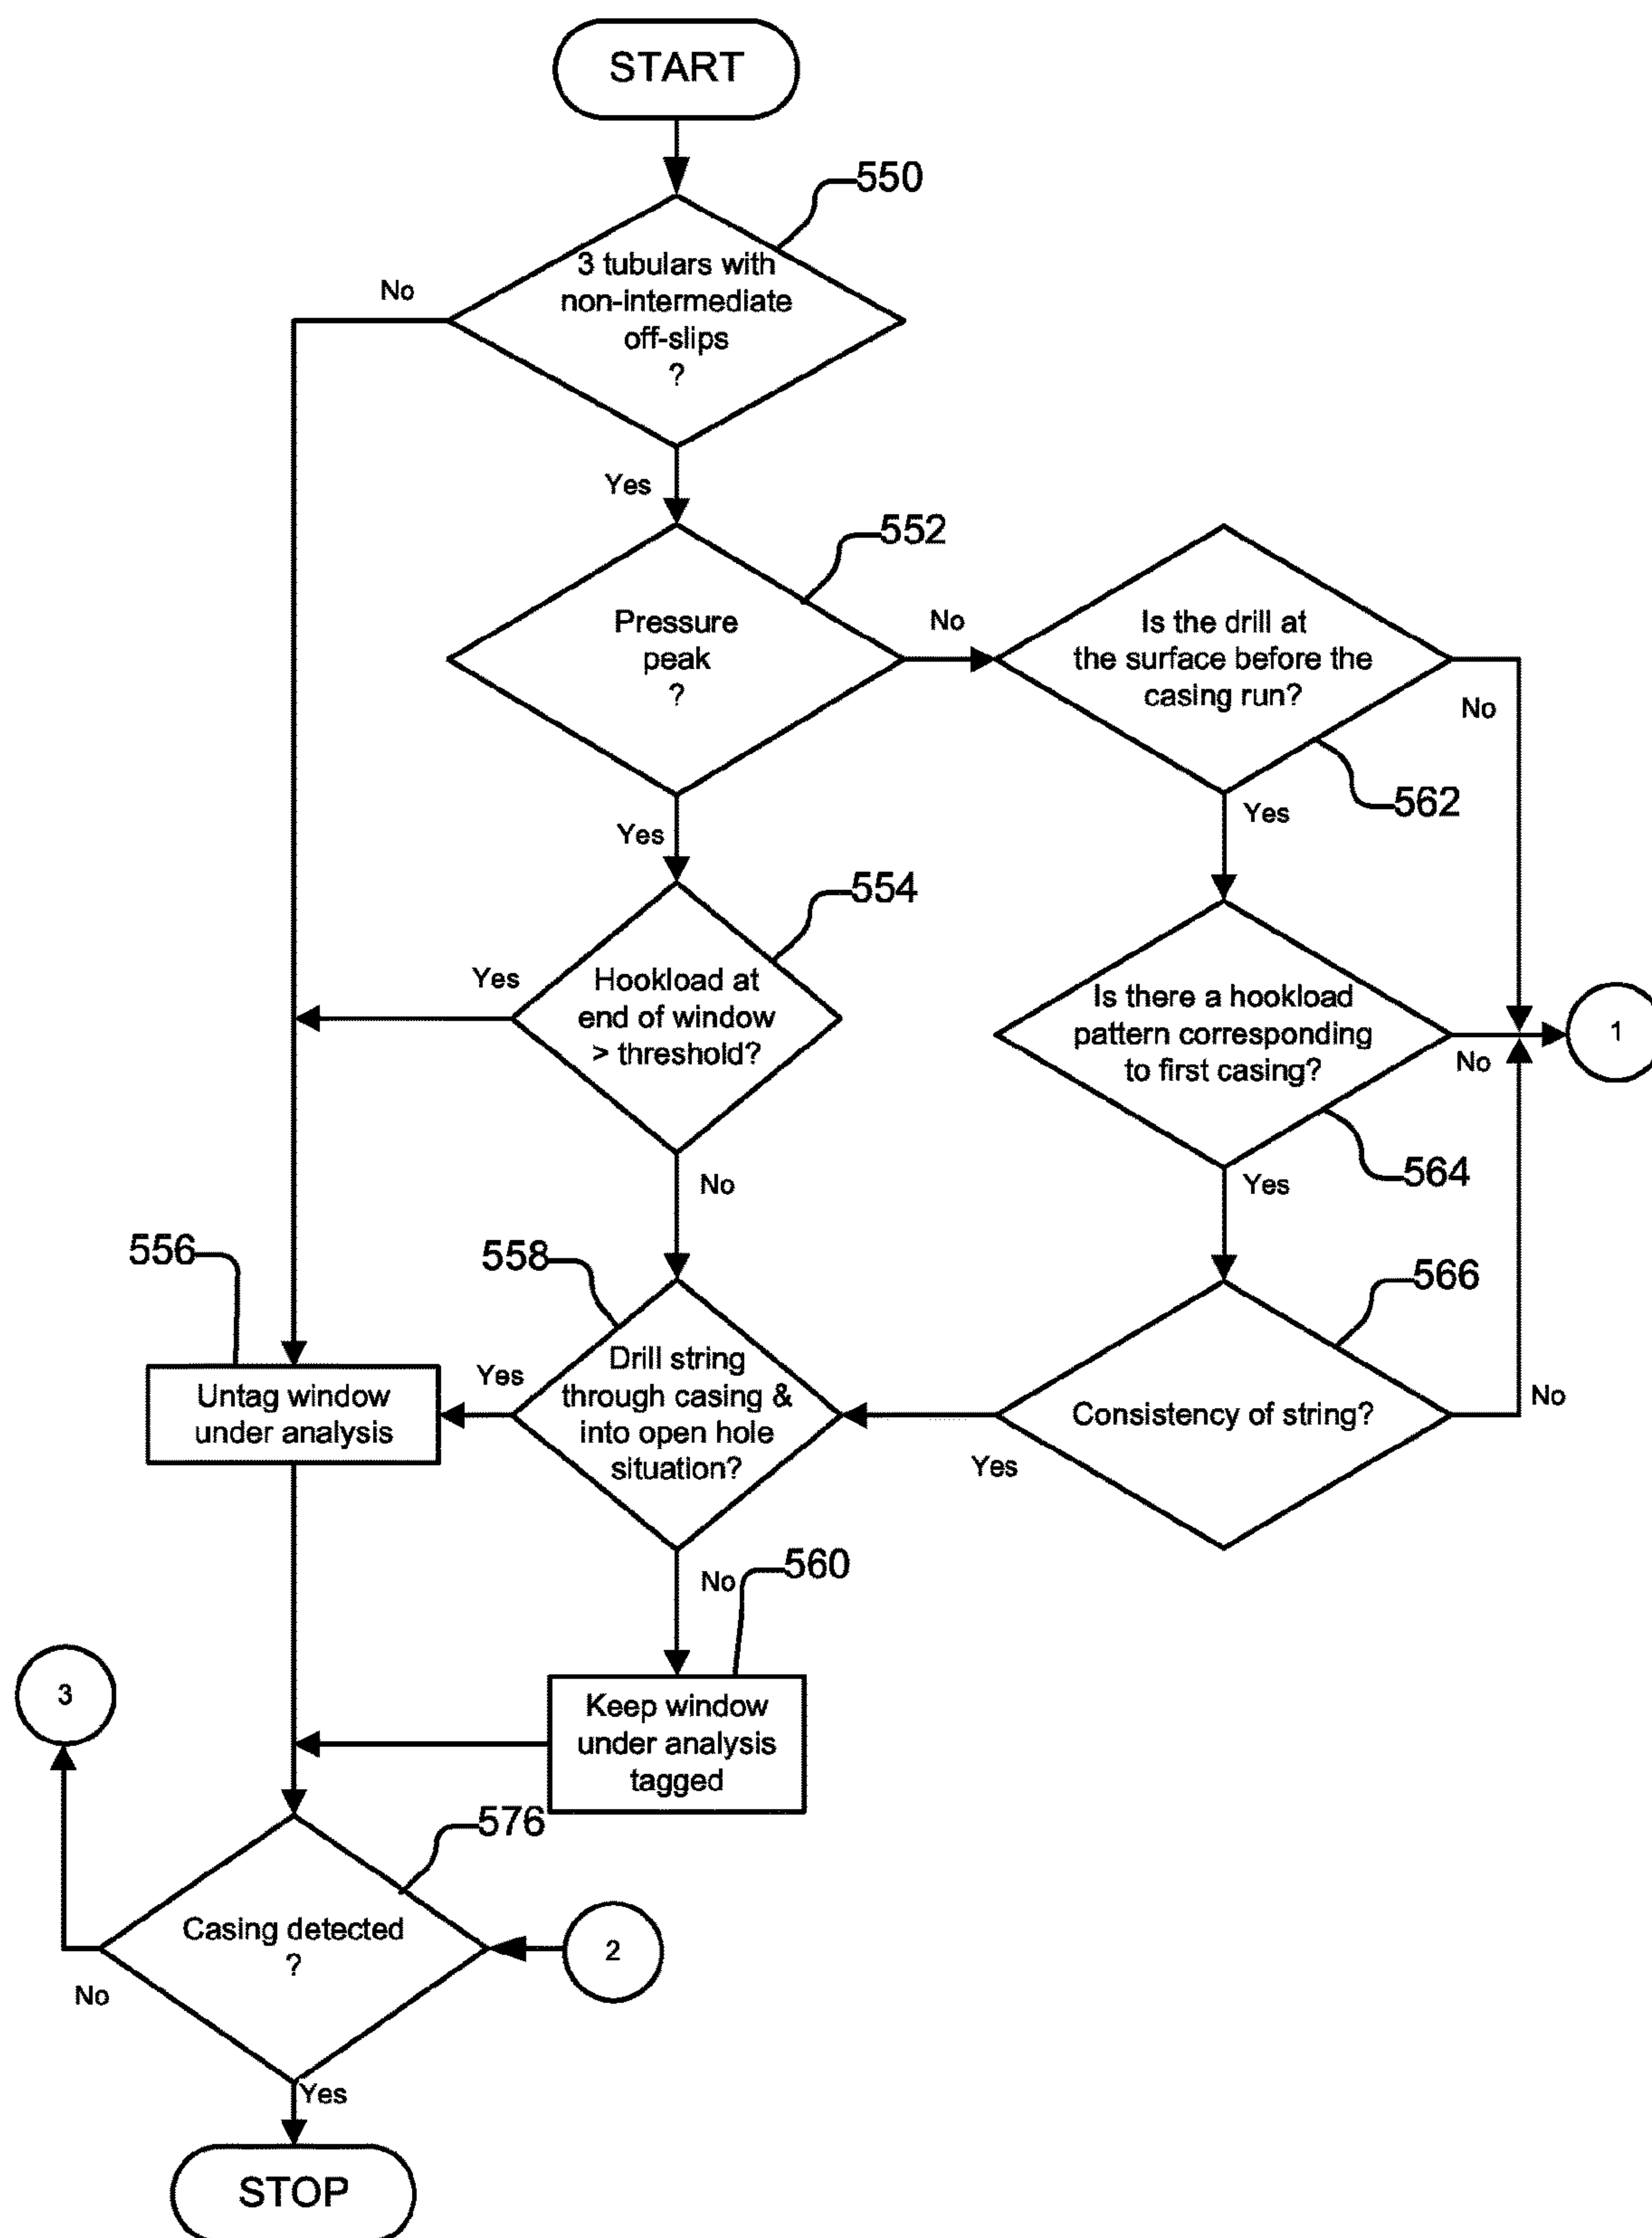 START
550
3 tubulars with
non-intermediate
off-slips
?
No
Yes
552
Pressure
peak
?
No
Is the drill at
the surface before the
casing run?
No
562
Yes
Yes
554
Hookload at
end of window
> threshold?
Yes
No
Is there a hookload
pattern corresponding
to first casing?
No
1
564
Yes
556
Untag window
under analysis
558
Drill string
through casing &
into open hole
situation?
Yes
No
566
Consistency of string?
No
Yes
560
Keep window
under analysis
tagged
3
576
Casing detected
?
2
No
Yes
STOP